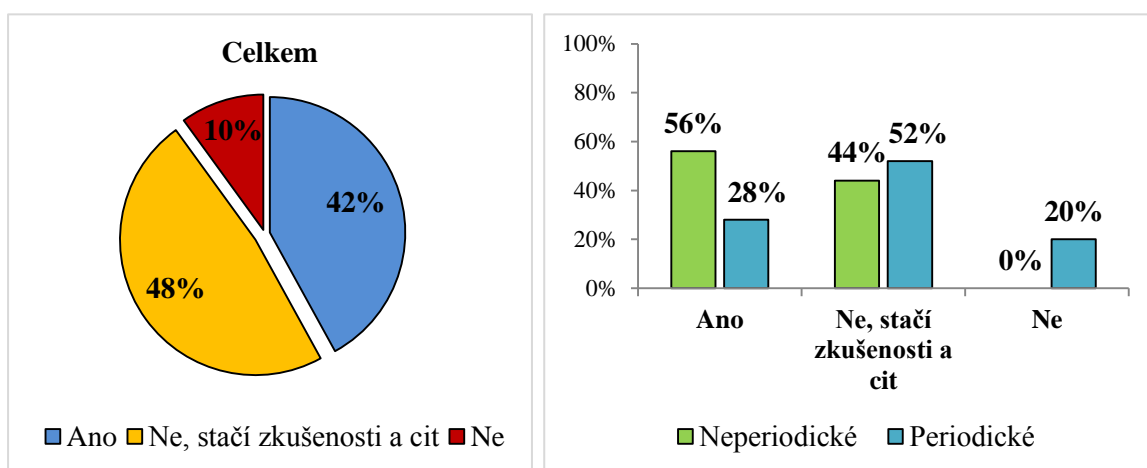 Celkem
10%
42%
48%
Ano Ne, stačí zkušenosti a cit Ne
100%
80%
60%
40%
20%
0%
56%
28%
44%
52%
0%
20%
Ano
Ne, stačí
zkušenosti a
cit
Ne
Neperiodické Periodické